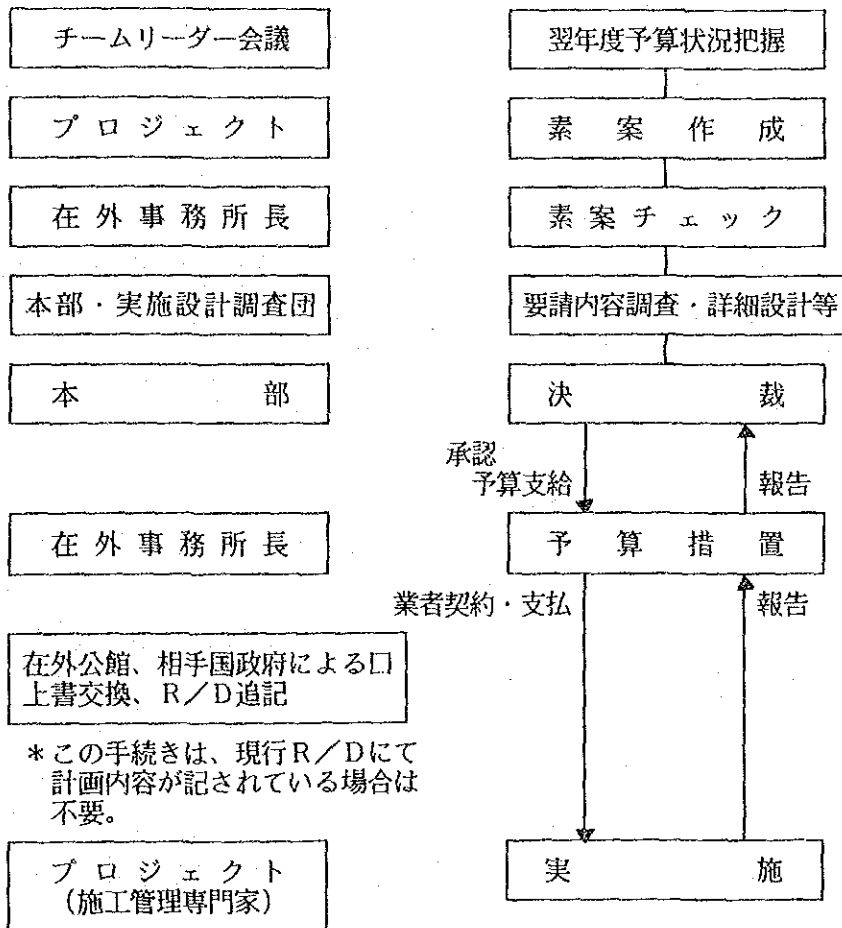 チームリーダー会議
翌年度予算状況把握
プロジェクト
素案作成
在外事務所長
素案チェック
本部・実施設計調査団
要請内容調査・詳細設計等
本部
決裁
承認
予算支給
報告
在外事務所長
予算措置
業者契約・支払
報告
在外公館、相手国政府による口
上書交換、R/D追記
*この手続きは、現行R/Dにて
計画内容が記されている場合は
不要。
プロジェクト
(施工管理専門家)
実施